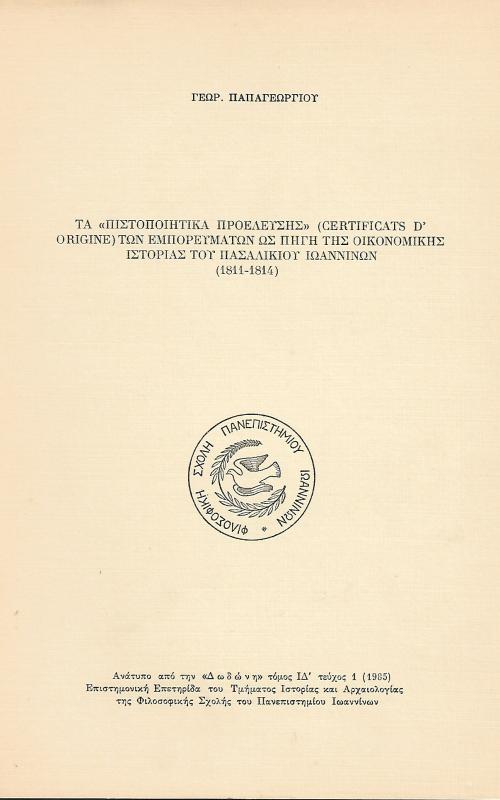 ΓΕΩΡ. ΠΑΠΑΓΕΩΡΓΙΟΥ
ΤΑ «ΠΙΣΤΟΠΟΙΗΤΙΚΑ ΠΡΟΕΛΕΥΣΗΣ» (CERTIFICATS D'
ORIGINE) ΤΩΝ ΕΜΠΟΡΕΥΜΑΤΩΝ ΩΣ ΠΗΓΗ ΤΗΣ ΟΙΚΟΝΟΜΙΚΗΣ
ΙΣΤΟΡΙΑΣ ΤΟΥ ΠΑΣΑΛΙΚΙΟΥ ΙΩΑΝΝΙΝΩΝ
(1811-1814)
ΦΙΛΟΣΟΦΙΚΗ ΣΧΟΛΗ ΠΑΝΕΠΙΣΤΗΜΙΟΥ ΙΩΑΝΝΙΝΩΝ *
Ανάτυπο από την «Δωδώνη» τόμος ΙΔ' τεύχος 1 (1985)
Επιστημονική Επετηρίδα του Τμήματος Ιστορίας και Αρχαιολογίας
της Φιλοσοφικής Σχολής του Πανεπιστημίου Ιωαννίνων